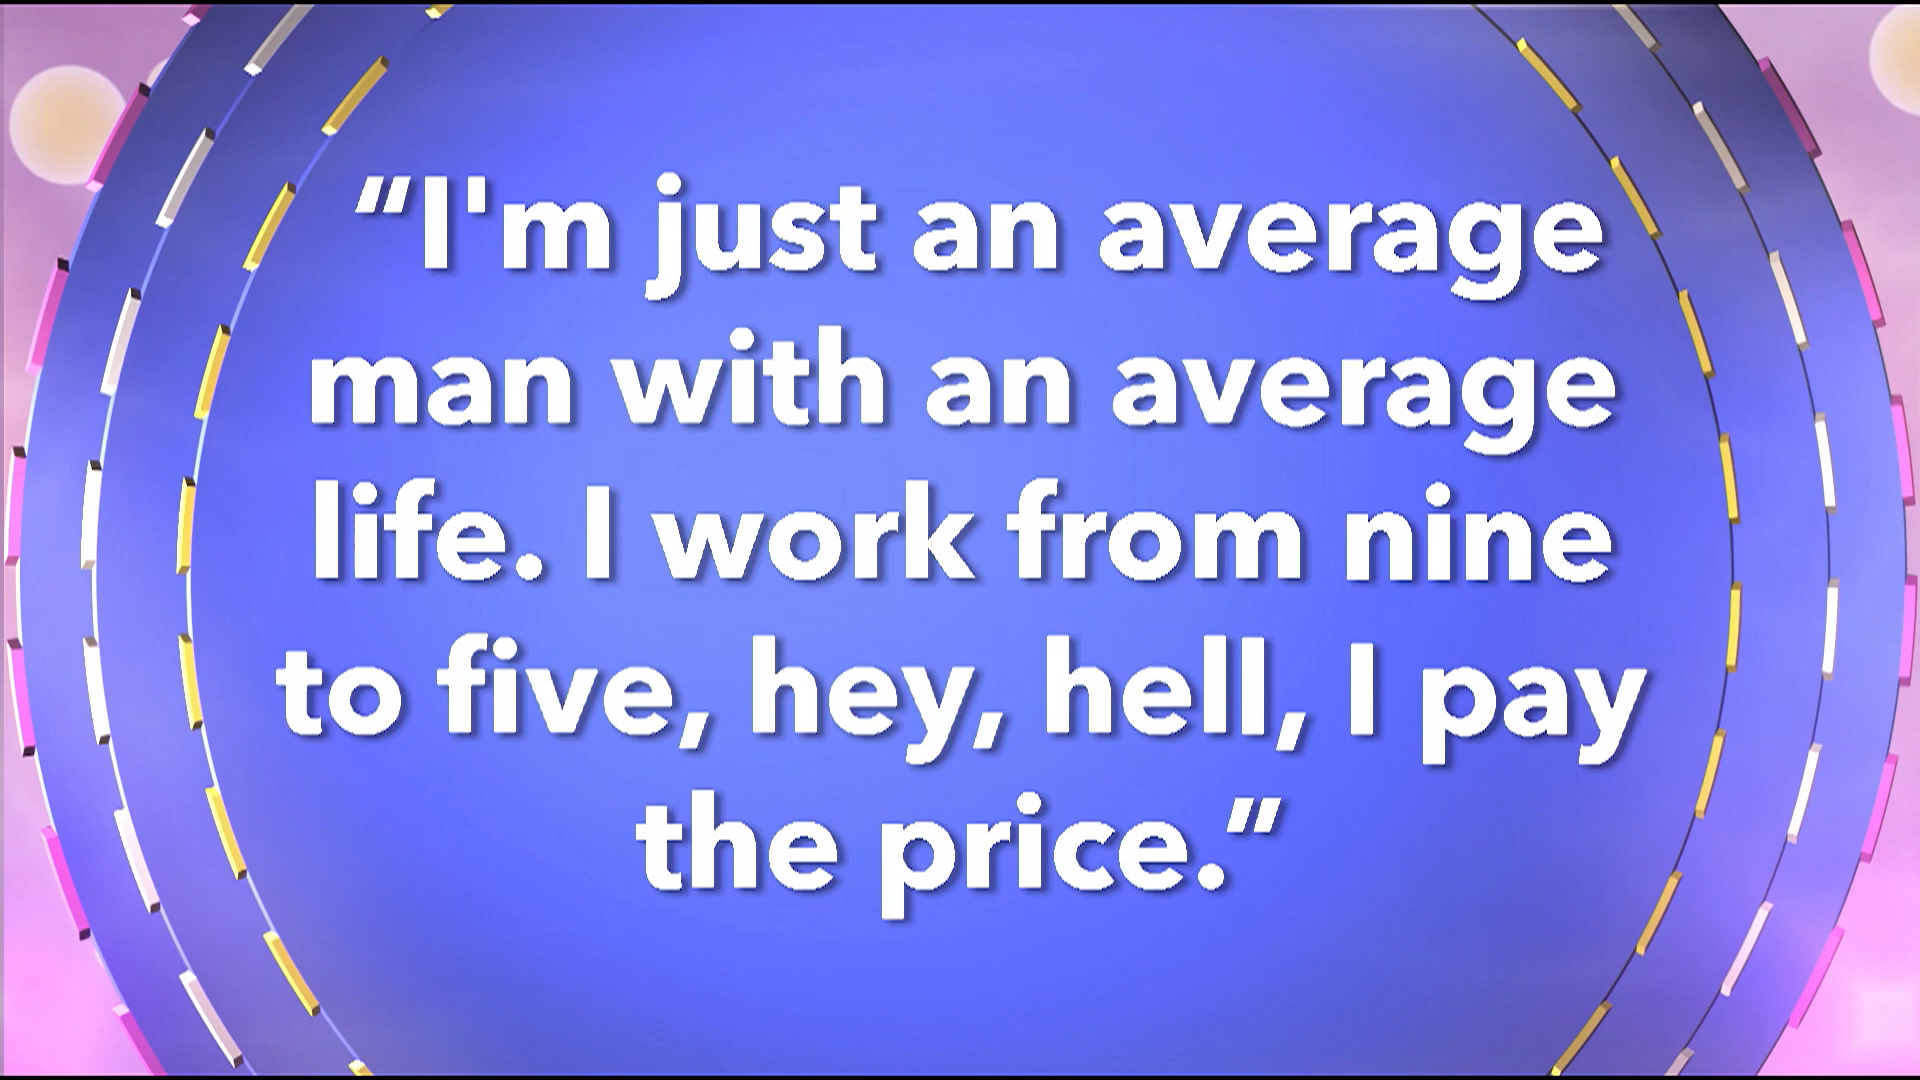 “I'm just an average
man with an average
life. I work from nine
to five, hey, hell, I pay
the price.”